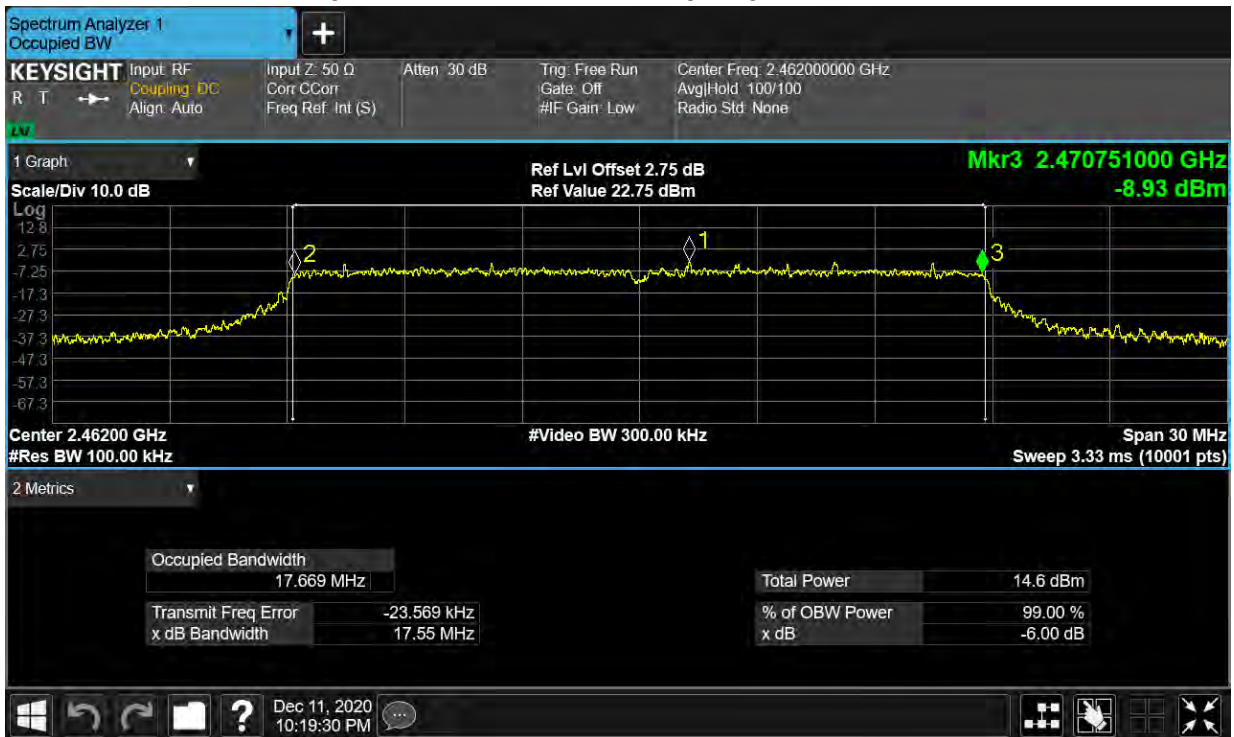 Spectrum Analyzer 1
Occupied BW
KEYSIGHT Input: RF Input Z: 50 Ω Atten: 30 dB Trig: Free Run Center Freq: 2.462000000 GHz
R T Coupling: DC Corr CCorr Gate: Off Avg|Hold: 100/100
Align: Auto Freq Ref: Int (S) #IF Gain: Low Radio Std: None
LXI
1 Graph Ref Lvl Offset 2.75 dB Mkr3 2.470751000 GHz
Scale/Div 10.0 dB Ref Value 22.75 dBm -8.93 dBm
Log
12.8
2.75
-7.25
-17.3
-27.3
-37.3
-47.3
-57.3
-67.3
2
1
3
Center 2.46200 GHz #Video BW 300.00 kHz Span 30 MHz
#Res BW 100.00 kHz Sweep 3.33 ms (10001 pts)
2 Metrics
Occupied Bandwidth
17.669 MHz Total Power 14.6 dBm
Transmit Freq Error -23.569 kHz % of OBW Power 99.00 %
x dB Bandwidth 17.55 MHz x dB -6.00 dB
? Dec 11, 2020
10:19:30 PM